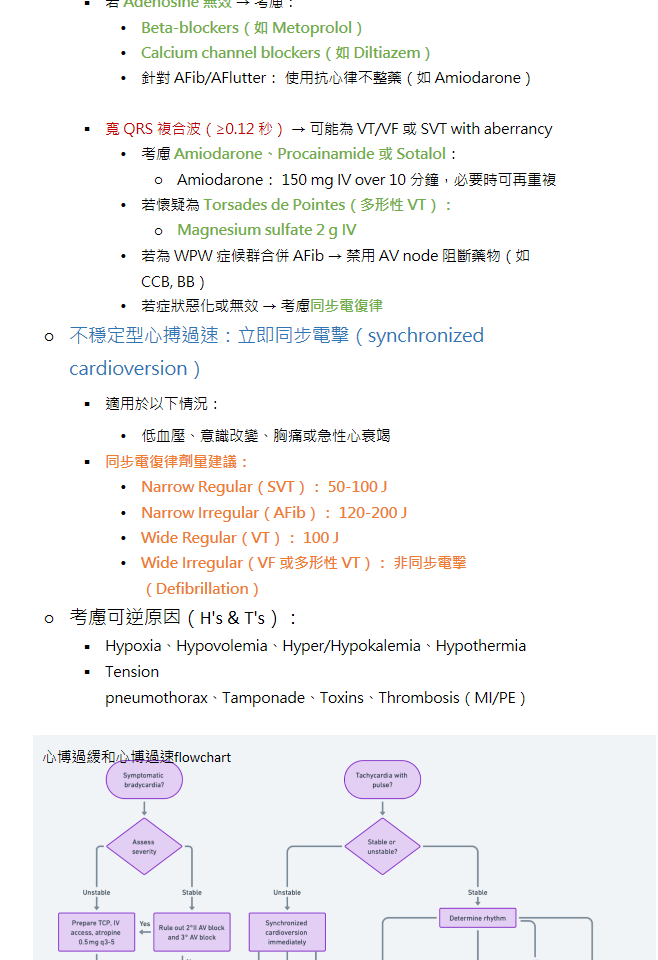 若 Adenosine 無效 → 考慮：
Beta-blockers（如 Metoprolol）
Calcium channel blockers（如 Diltiazem）
針對 AFib/AFlutter： 使用抗心律不整藥（如 Amiodarone）
寬 QRS 複合波（≥0.12 秒） → 可能為 VT/VF 或 SVT with aberrancy
考慮 Amiodarone、Procainamide 或 Sotalol：
Amiodarone： 150 mg IV over 10 分鐘，必要時可再重複
若懷疑為 Torsades de Pointes（多形性 VT）：
Magnesium sulfate 2 g IV
若為 WPW 症候群合併 AFib → 禁用 AV node 阻斷藥物（如
CCB, BB）
若症狀惡化或無效 → 考慮同步電復律
不穩定型心搏過速：立即同步電擊（synchronized
cardioversion）
適用於以下情況：
低血壓、意識改變、胸痛或急性心衰竭
同步電復律劑量建議：
Narrow Regular（SVT）： 50-100 J
Narrow Irregular（AFib）： 120-200 J
Wide Regular（VT）： 100 J
Wide Irregular（VF 或多形性 VT）： 非同步電擊
（Defibrillation）
考慮可逆原因（H's & T's）：
Hypoxia、Hypovolemia、Hyper/Hypokalemia、Hypothermia
Tension
pneumothorax、Tamponade、Toxins、Thrombosis（MI/PE）
心博過緩和心博過速flowchart
Symptomatic
bradycardia?
Tachycardia with
pulse?
Assess
severity
Stable or
unstable?
Unstable
Stable
Unstable
Stable
Prepare TCP, IV
access, atropine
0.5 mg q3-5
Yes
Rule out 2°II AV block
and 3° AV block
Synchronized
cardioversion
immediately
Determine rhythm